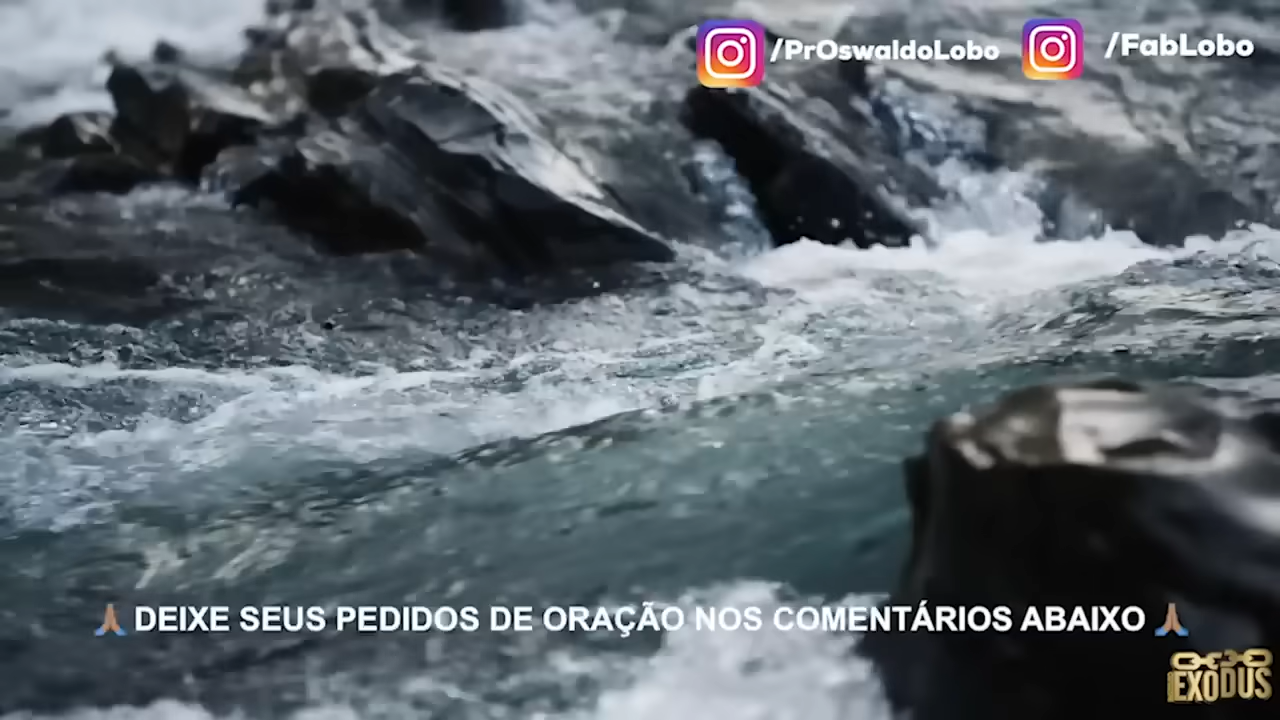 /PrOswaldoLobo /FabLobo
🙏🏽 DEIXE SEUS PEDIDOS DE ORAÇÃO NOS COMENTÁRIOS ABAIXO 🙏🏽
EXODUS